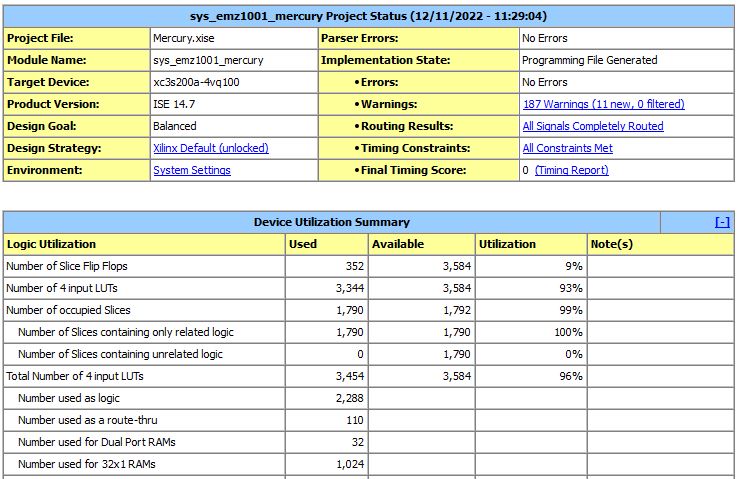 sys_emz1001_mercury Project Status (12/11/2022 - 11:29:04)
Project File: Mercury.xise Parser Errors: No Errors
Module Name: sys_emz1001_mercury Implementation State: Programming File Generated
Target Device: xc3s200a-4vq100 •Errors: No Errors
Product Version: ISE 14.7 •Warnings: 187 Warnings (11 new, 0 filtered)
Design Goal: Balanced •Routing Results: All Signals Completely Routed
Design Strategy: Xilinx Default (unlocked) •Timing Constraints: All Constraints Met
Environment: System Settings •Final Timing Score: 0 (Timing Report)
Device Utilization Summary [-]
Logic Utilization Used Available Utilization Note(s)
Number of Slice Flip Flops 352 3,584 9%
Number of 4 input LUTs 3,344 3,584 93%
Number of occupied Slices 1,790 1,792 99%
Number of Slices containing only related logic 1,790 1,790 100%
Number of Slices containing unrelated logic 0 1,790 0%
Total Number of 4 input LUTs 3,454 3,584 96%
Number used as logic 2,288
Number used as a route-thru 110
Number used for Dual Port RAMs 32
Number used for 32x1 RAMs 1,024